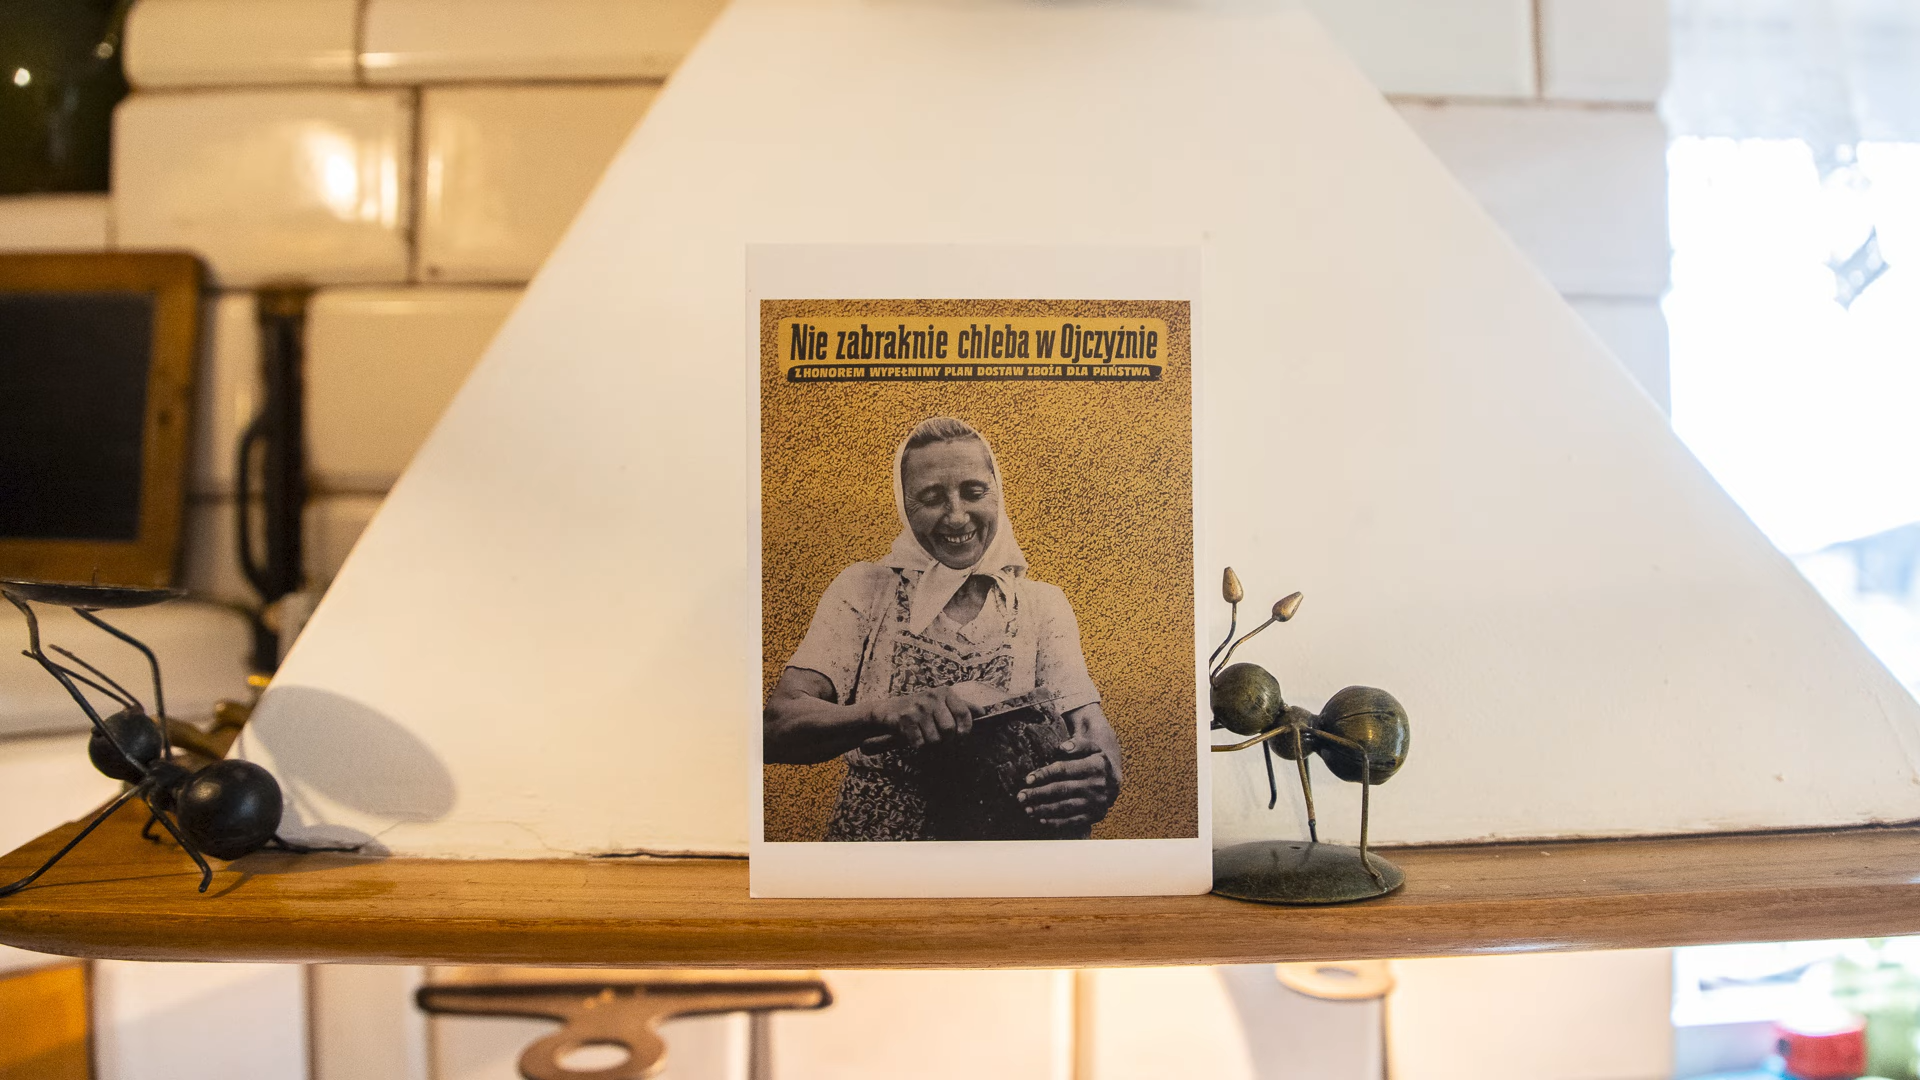 Nie zabraknie chleba w Ojczyźnie
Z HONOREM WYPEŁNIMY PLAN DOSTAW ZBOŻA DLA PAŃSTWA